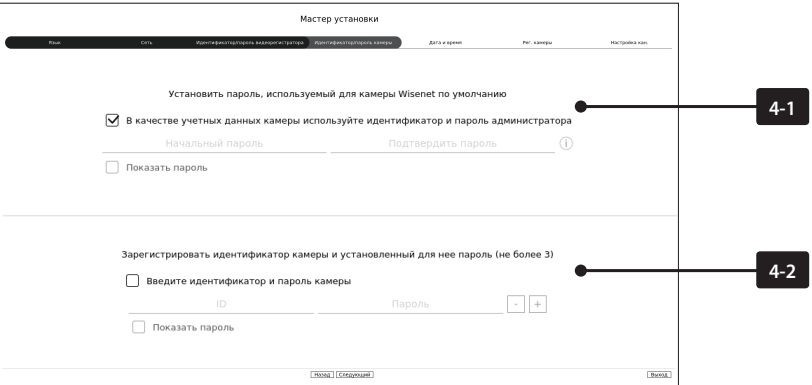 Мастер установки
Язык Сеть Идентификатор/пароль видеорегистратора Идентификатор/пароль камеры Дата и время Рег. камеры Настройка кан.
Установить пароль, используемый для камеры Wisenet по умолчанию
4-1
В качестве учетных данных камеры используйте идентификатор и пароль администратора
Начальный пароль Подтвердить пароль i
Показать пароль
Зарегистрировать идентификатор камеры и установленный для нее пароль (не более 3)
4-2
Введите идентификатор и пароль камеры
ID Пароль - +
Показать пароль
Назад Следующий Выход